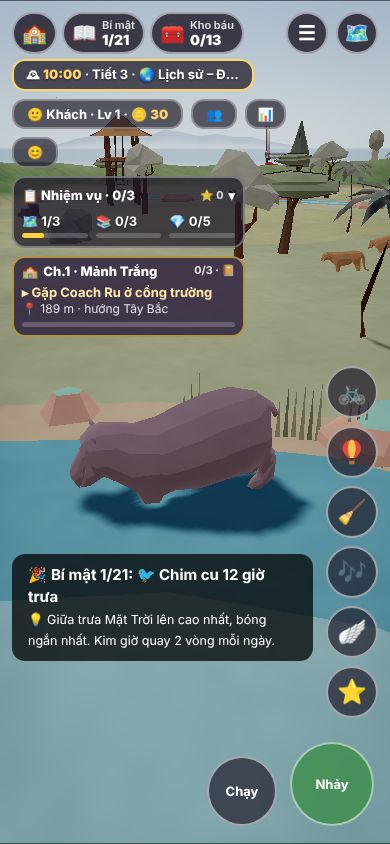 Bí mật
1/21
Kho báu
0/13
10:00 · Tiết 3 · Lịch sử – Đ...
Khách · Lv 1 · 30
Nhiệm vụ · 0/3
0 ▾
1/3
0/3
0/5
Ch.1 · Mảnh Trắng
0/3 ·
▸ Gặp Coach Ru ở cổng trường
189 m · hướng Tây Bắc
Bí mật 1/21: Chim cu 12 giờ
trưa
Giữa trưa Mặt Trời lên cao nhất, bóng
ngắn nhất. Kim giờ quay 2 vòng mỗi ngày.
Chạy
Nhảy